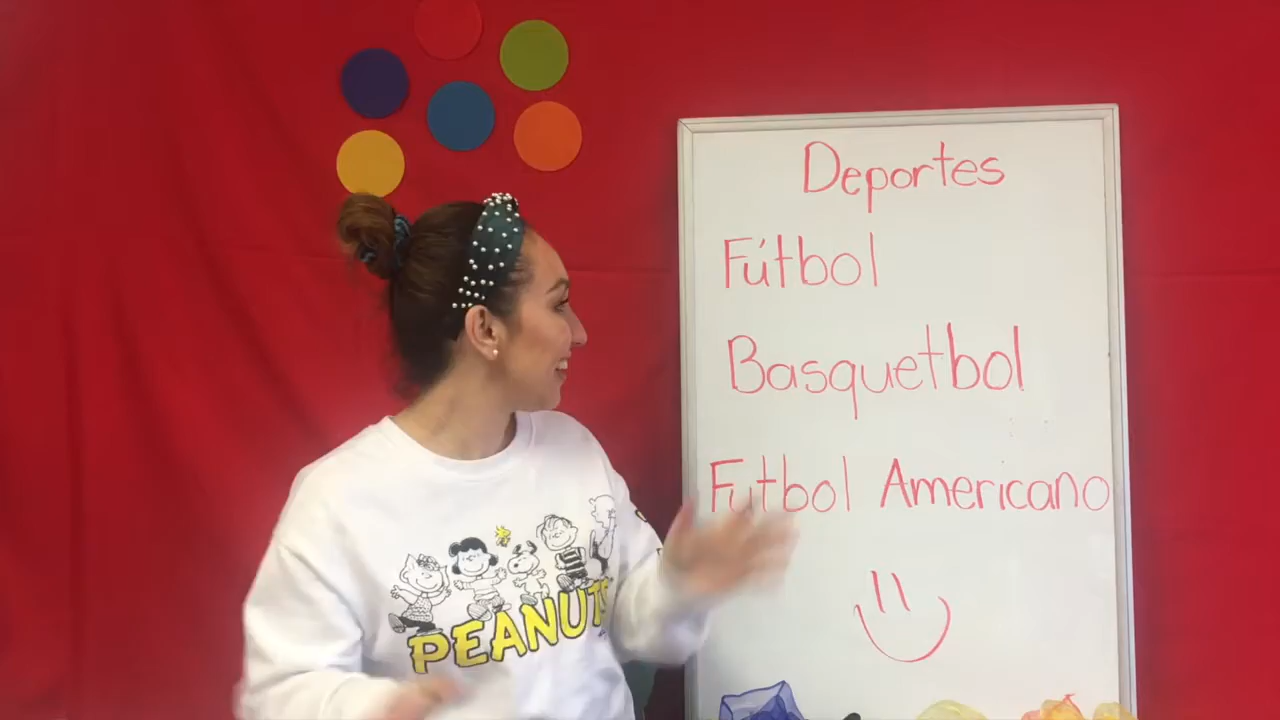 Deportes
Fútbol
Basquetbol
Futbol Americano
PEANUTS